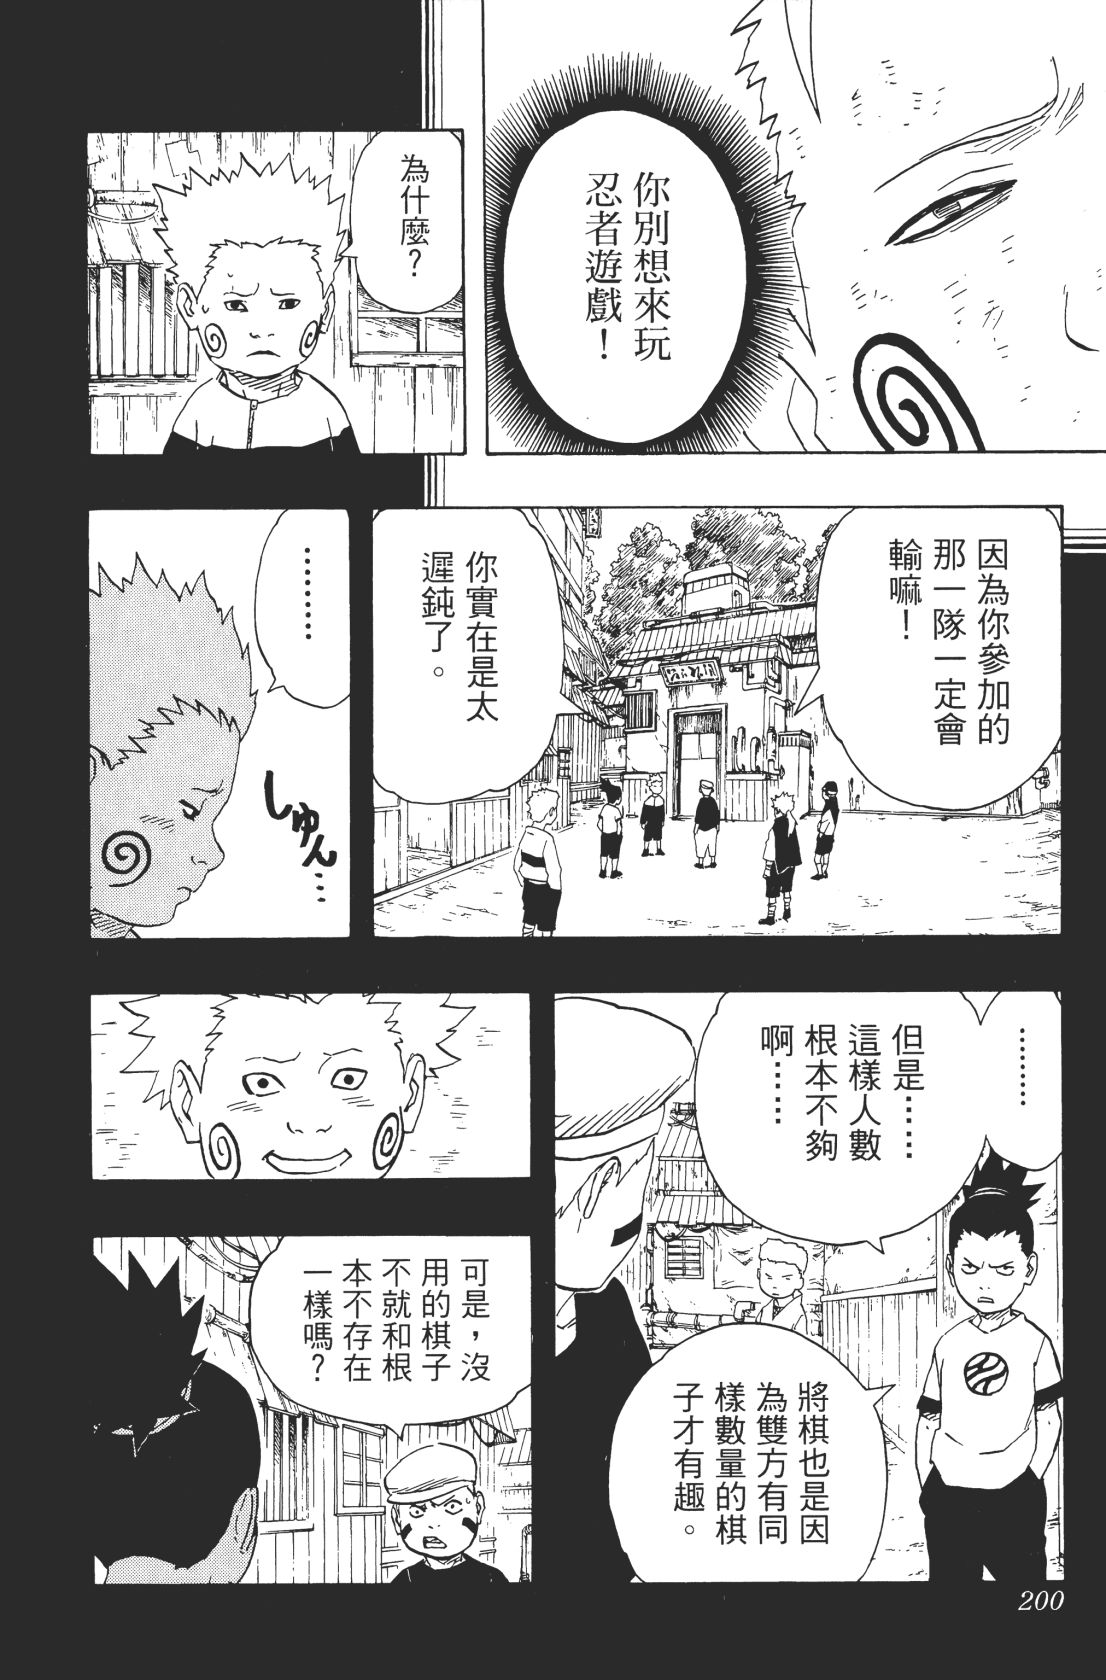 你別想來玩
忍者遊戲！
為什麼？
因為你參加的
那一隊一定會
輸嘛！
你實在是太
遲鈍了。
………
しゅん…
………
但是……
這樣人數
根本不夠
啊……
將棋也是因
為雙方有同
樣數量的棋
子才有趣。
可是，沒
用的棋子
不就和根
本不存在
一樣嗎？
200